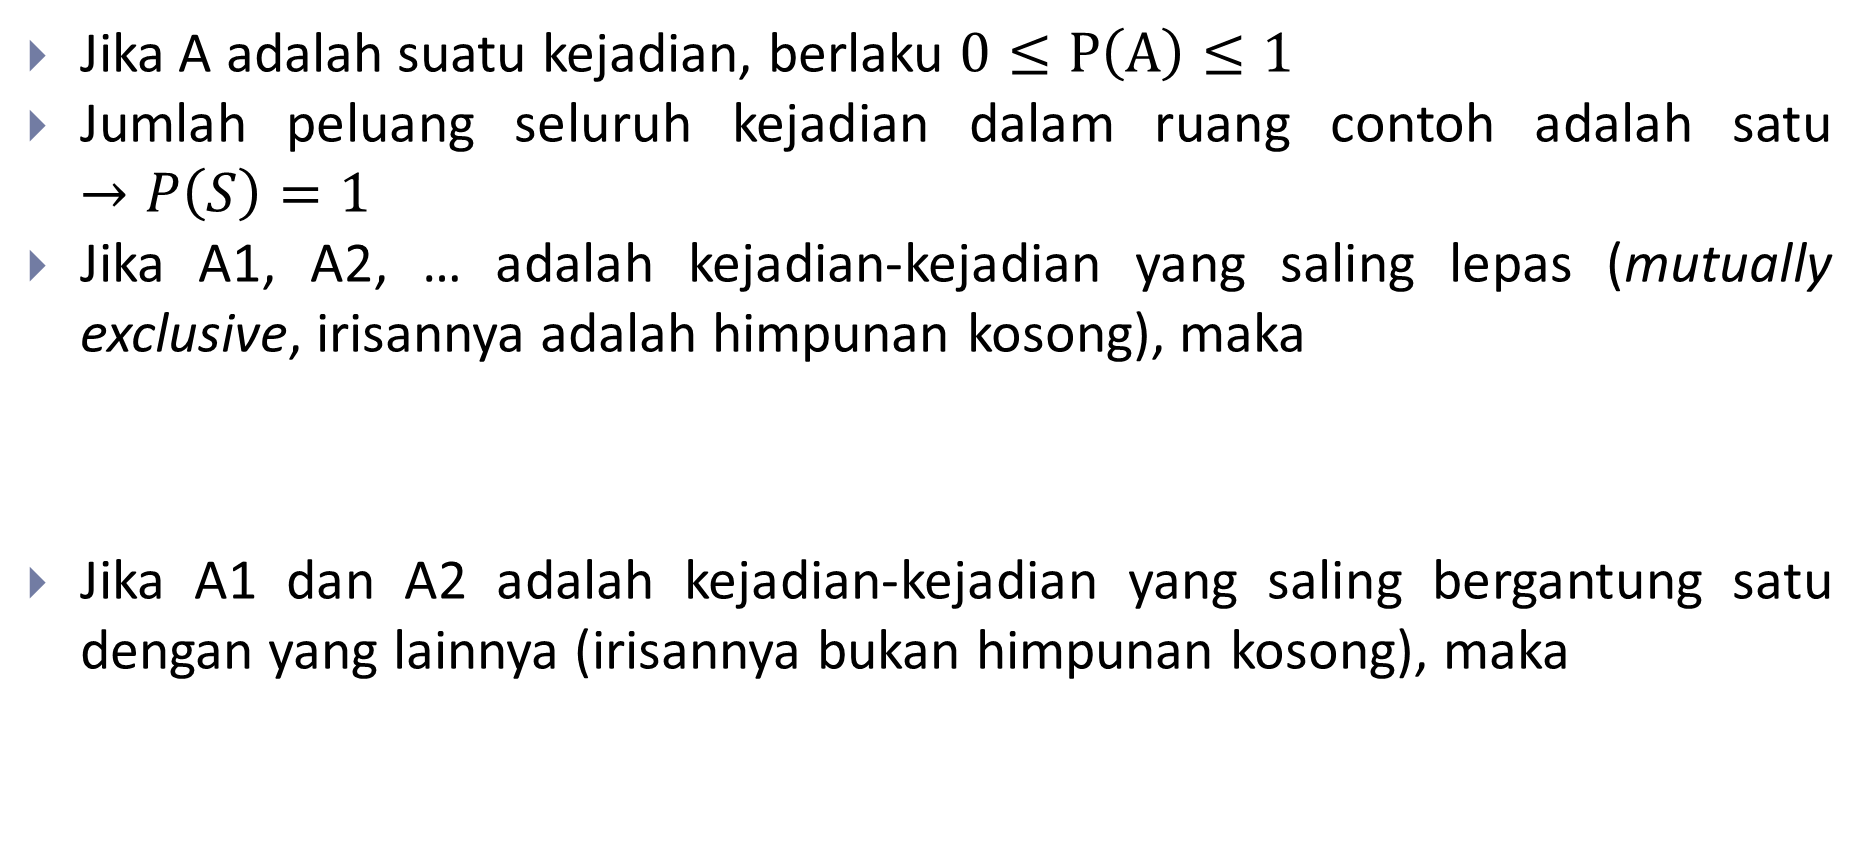 Jika A adalah suatu kejadian, berlaku 0 ≤ P(A) ≤ 1
Jumlah peluang seluruh kejadian dalam ruang contoh adalah satu
→ P(S) = 1
Jika A1, A2, ... adalah kejadian-kejadian yang saling lepas (mutually
exclusive, irisannya adalah himpunan kosong), maka
Jika A1 dan A2 adalah kejadian-kejadian yang saling bergantung satu
dengan yang lainnya (irisannya bukan himpunan kosong), maka